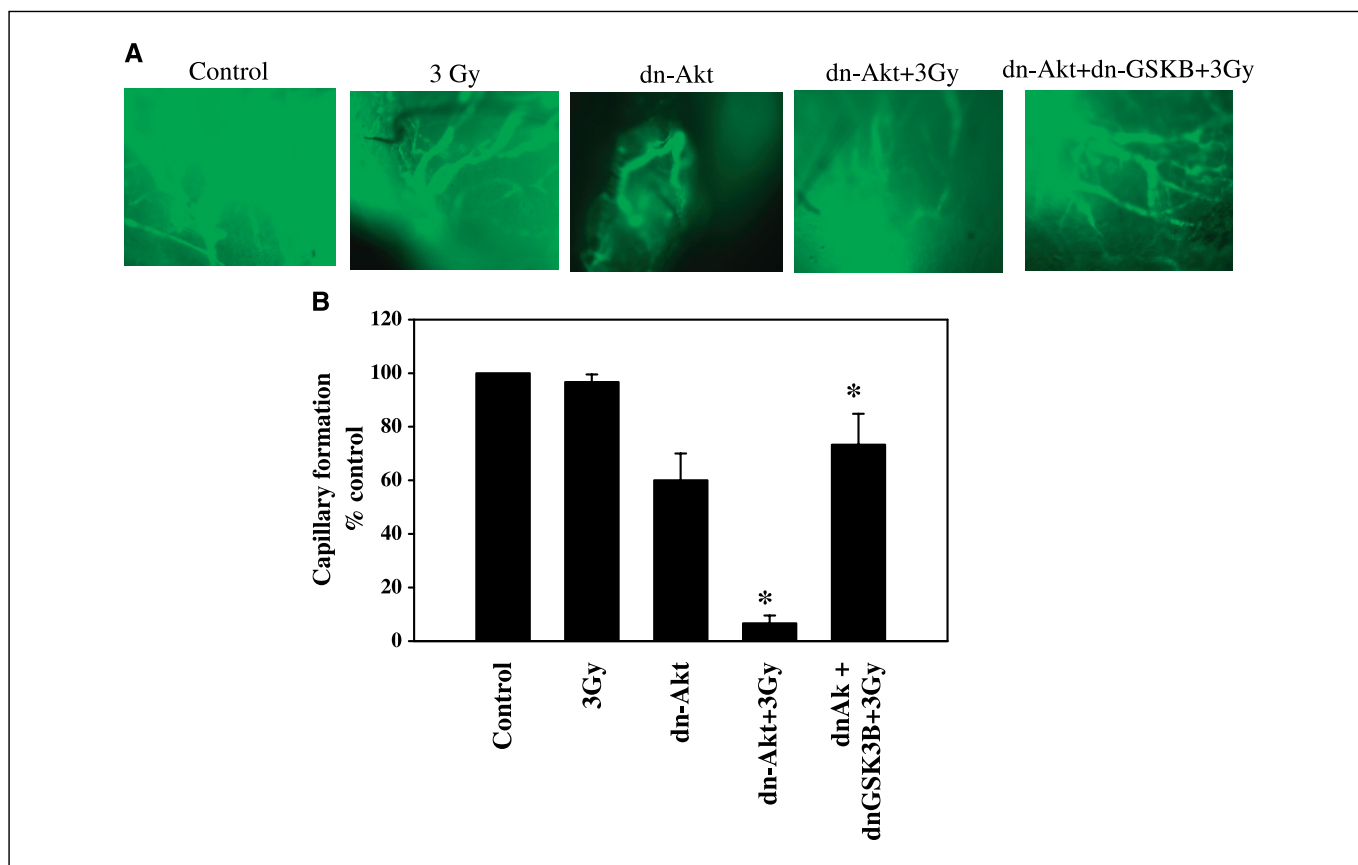 A
Control
3 Gy
dn-Akt
dn-Akt+3Gy
dn-Akt+dn-GSKB+3Gy
B
Capillary formation
% control
120
100
80
60
40
20
0
*
*
Control
3Gy
dn-Akt
dn-Akt+3Gy
dnAk +
dnGSK3B+3Gy